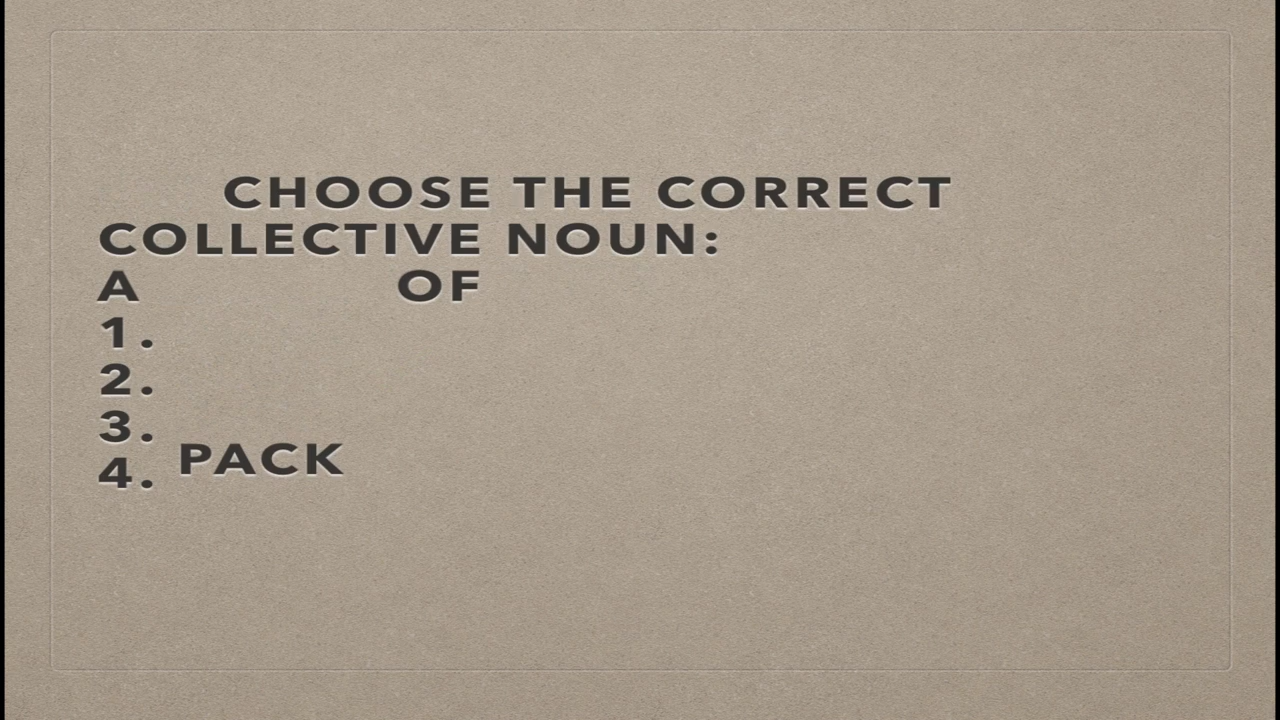 CHOOSE THE CORRECT
COLLECTIVE NOUN:
A OF
1.
2.
3.
4. PACK